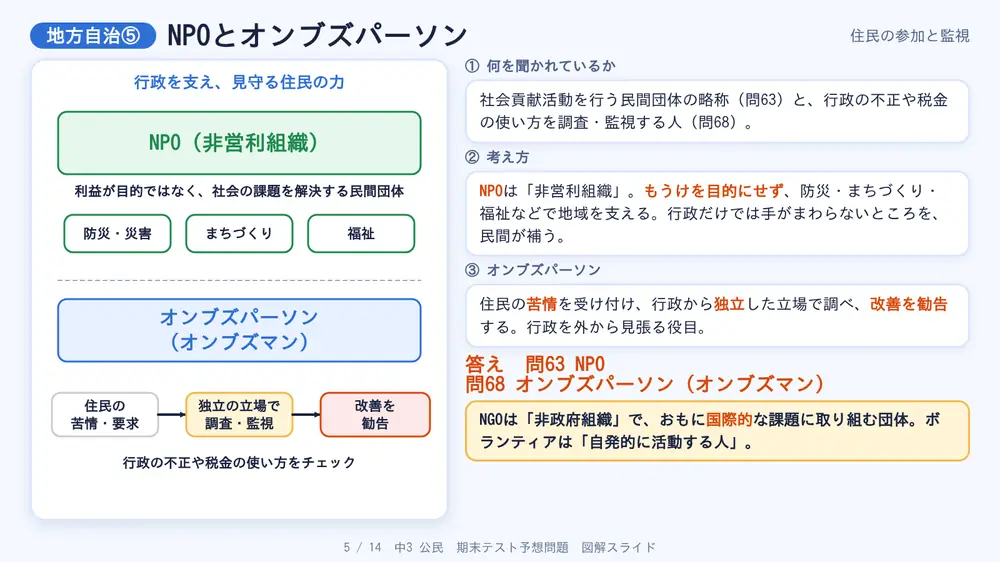 地方自治⑤ NPOとオンブズパーソン
住民の参加と監視
行政を支え、見守る住民の力
NPO（非営利組織）
利益が目的ではなく、社会の課題を解決する民間団体
防災・災害
まちづくり
福祉
オンブズパーソン
（オンブズマン）
住民の
苦情・要求
独立の立場で
調査・監視
改善を
勧告
行政の不正や税金の使い方をチェック
① 何を聞かれているか
社会貢献活動を行う民間団体の略称（問63）と、行政の不正や税金
の使い方を調査・監視する人（問68）。
② 考え方
NPOは「非営利組織」。もうけを目的にせず、防災・まちづくり・
福祉などで地域を支える。行政だけでは手がまわらないところを、
民間が補う。
③ オンブズパーソン
住民の苦情を受け付け、行政から独立した立場で調べ、改善を勧告
する。行政を外から見張る役目。
答え　問63 NPO
問68 オンブズパーソン（オンブズマン）
NGOは「非政府組織」で、おもに国際的な課題に取り組む団体。ボ
ランティアは「自発的に活動する人」。
5 / 14　中3 公民　期末テスト予想問題　図解スライド